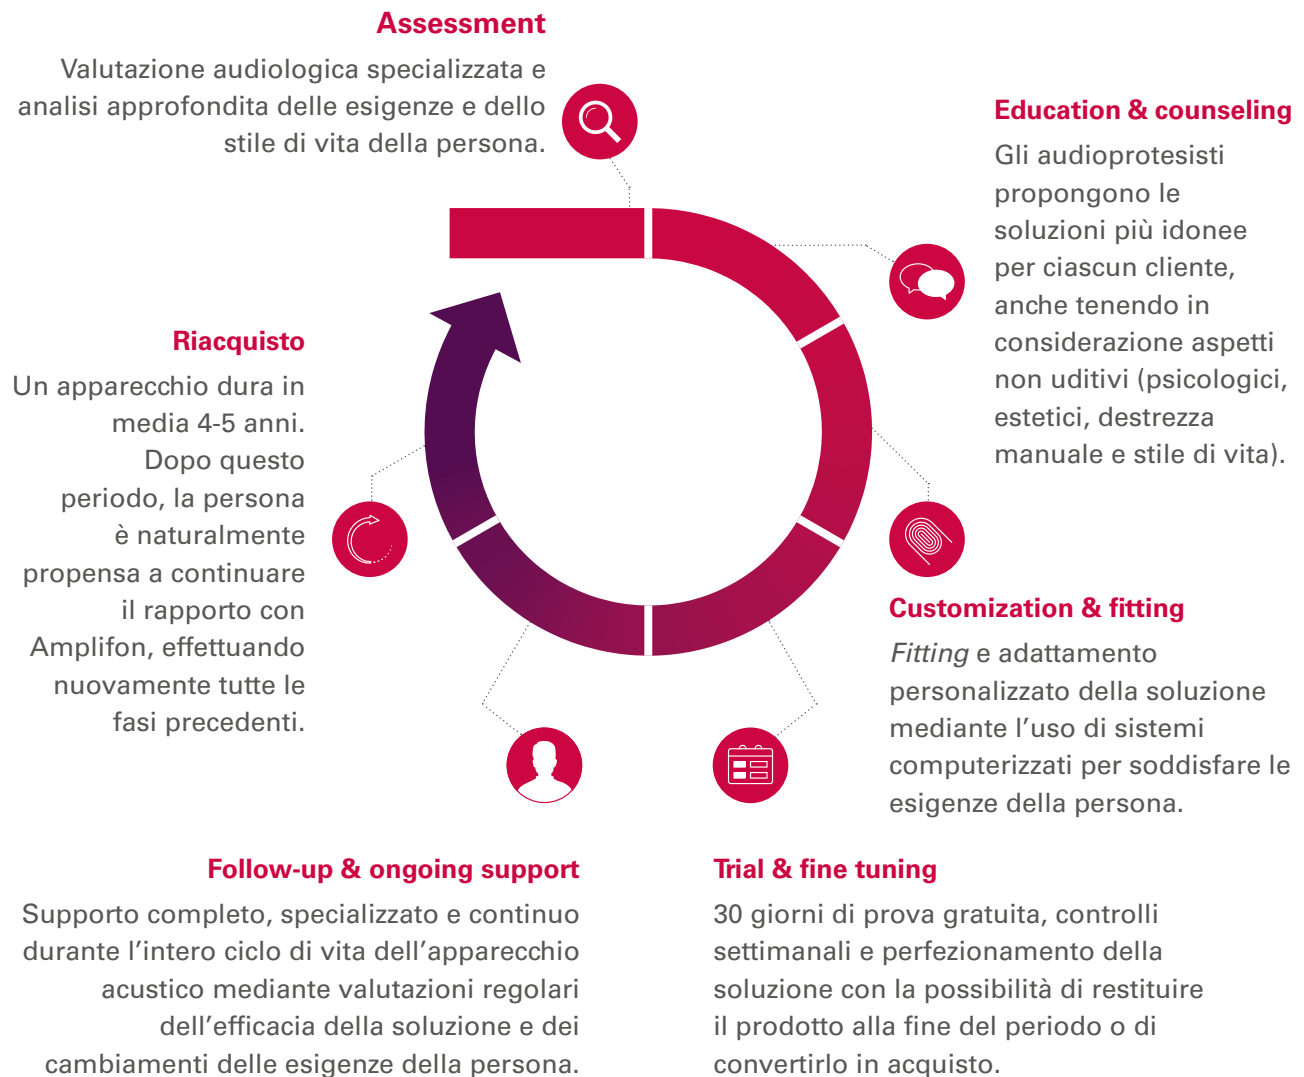 Assessment
Valutazione audiologica specializzata e
analisi approfondita delle esigenze e dello
stile di vita della persona.
Education & counseling
Gli audioprotesisti
propongono le
soluzioni più idonee
per ciascun cliente,
anche tenendo in
considerazione aspetti
non uditivi (psicologici,
estetici, destrezza
manuale e stile di vita).
Customization & fitting
Fitting e adattamento
personalizzato della soluzione
mediante l’uso di sistemi
computerizzati per soddisfare le
esigenze della persona.
Trial & fine tuning
30 giorni di prova gratuita, controlli
settimanali e perfezionamento della
soluzione con la possibilità di restituire
il prodotto alla fine del periodo o di
convertirlo in acquisto.
Follow-up & ongoing support
Supporto completo, specializzato e continuo
durante l’intero ciclo di vita dell’apparecchio
acustico mediante valutazioni regolari
dell’efficacia della soluzione e dei
cambiamenti delle esigenze della persona.
Riacquisto
Un apparecchio dura in
media 4-5 anni.
Dopo questo
periodo, la persona
è naturalmente
propensa a continuare
il rapporto con
Amplifon, effettuando
nuovamente tutte le
fasi precedenti.